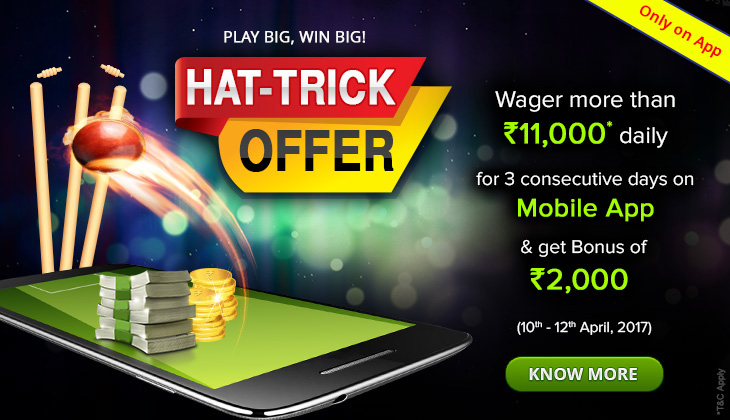 Only on App
PLAY BIG, WIN BIG!
HAT-TRICK
OFFER
Wager more than
₹11,000* daily
for 3 consecutive days on
Mobile App
& get Bonus of
₹2,000
(10th - 12th April, 2017)
KNOW MORE
*T&C Apply